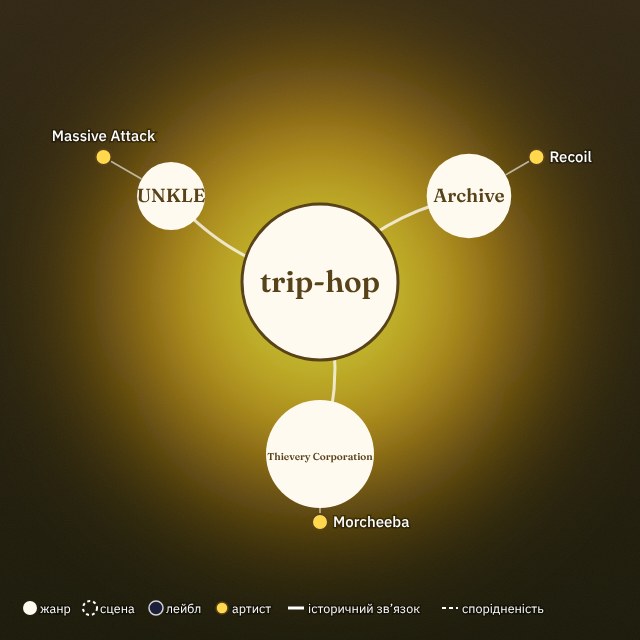 Massive Attack
UNKLE
Archive
Recoil
trip-hop
Thievery Corporation
Morcheeba
жанр
сцена
лейбл
артист
історичний зв’язок
спорідненість